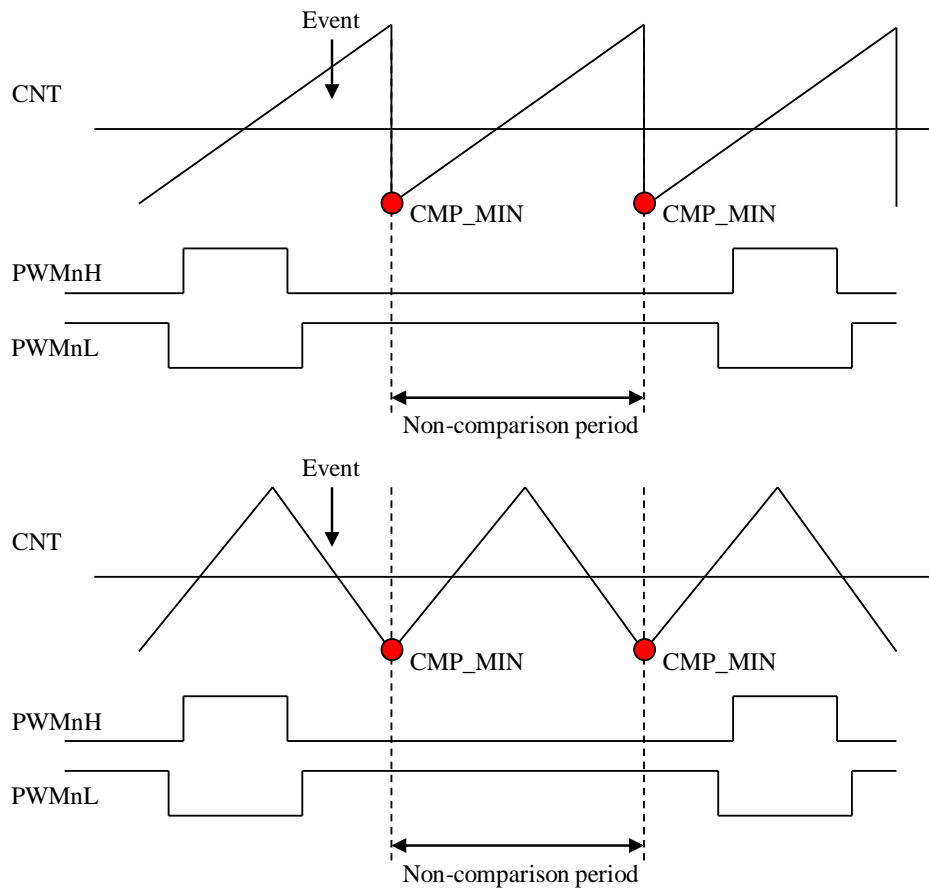 Event
CNT
CMP_MIN CMP_MIN
PWMnH
PWMnL
Non-comparison period
Event
CNT
CMP_MIN CMP_MIN
PWMnH
PWMnL
Non-comparison period